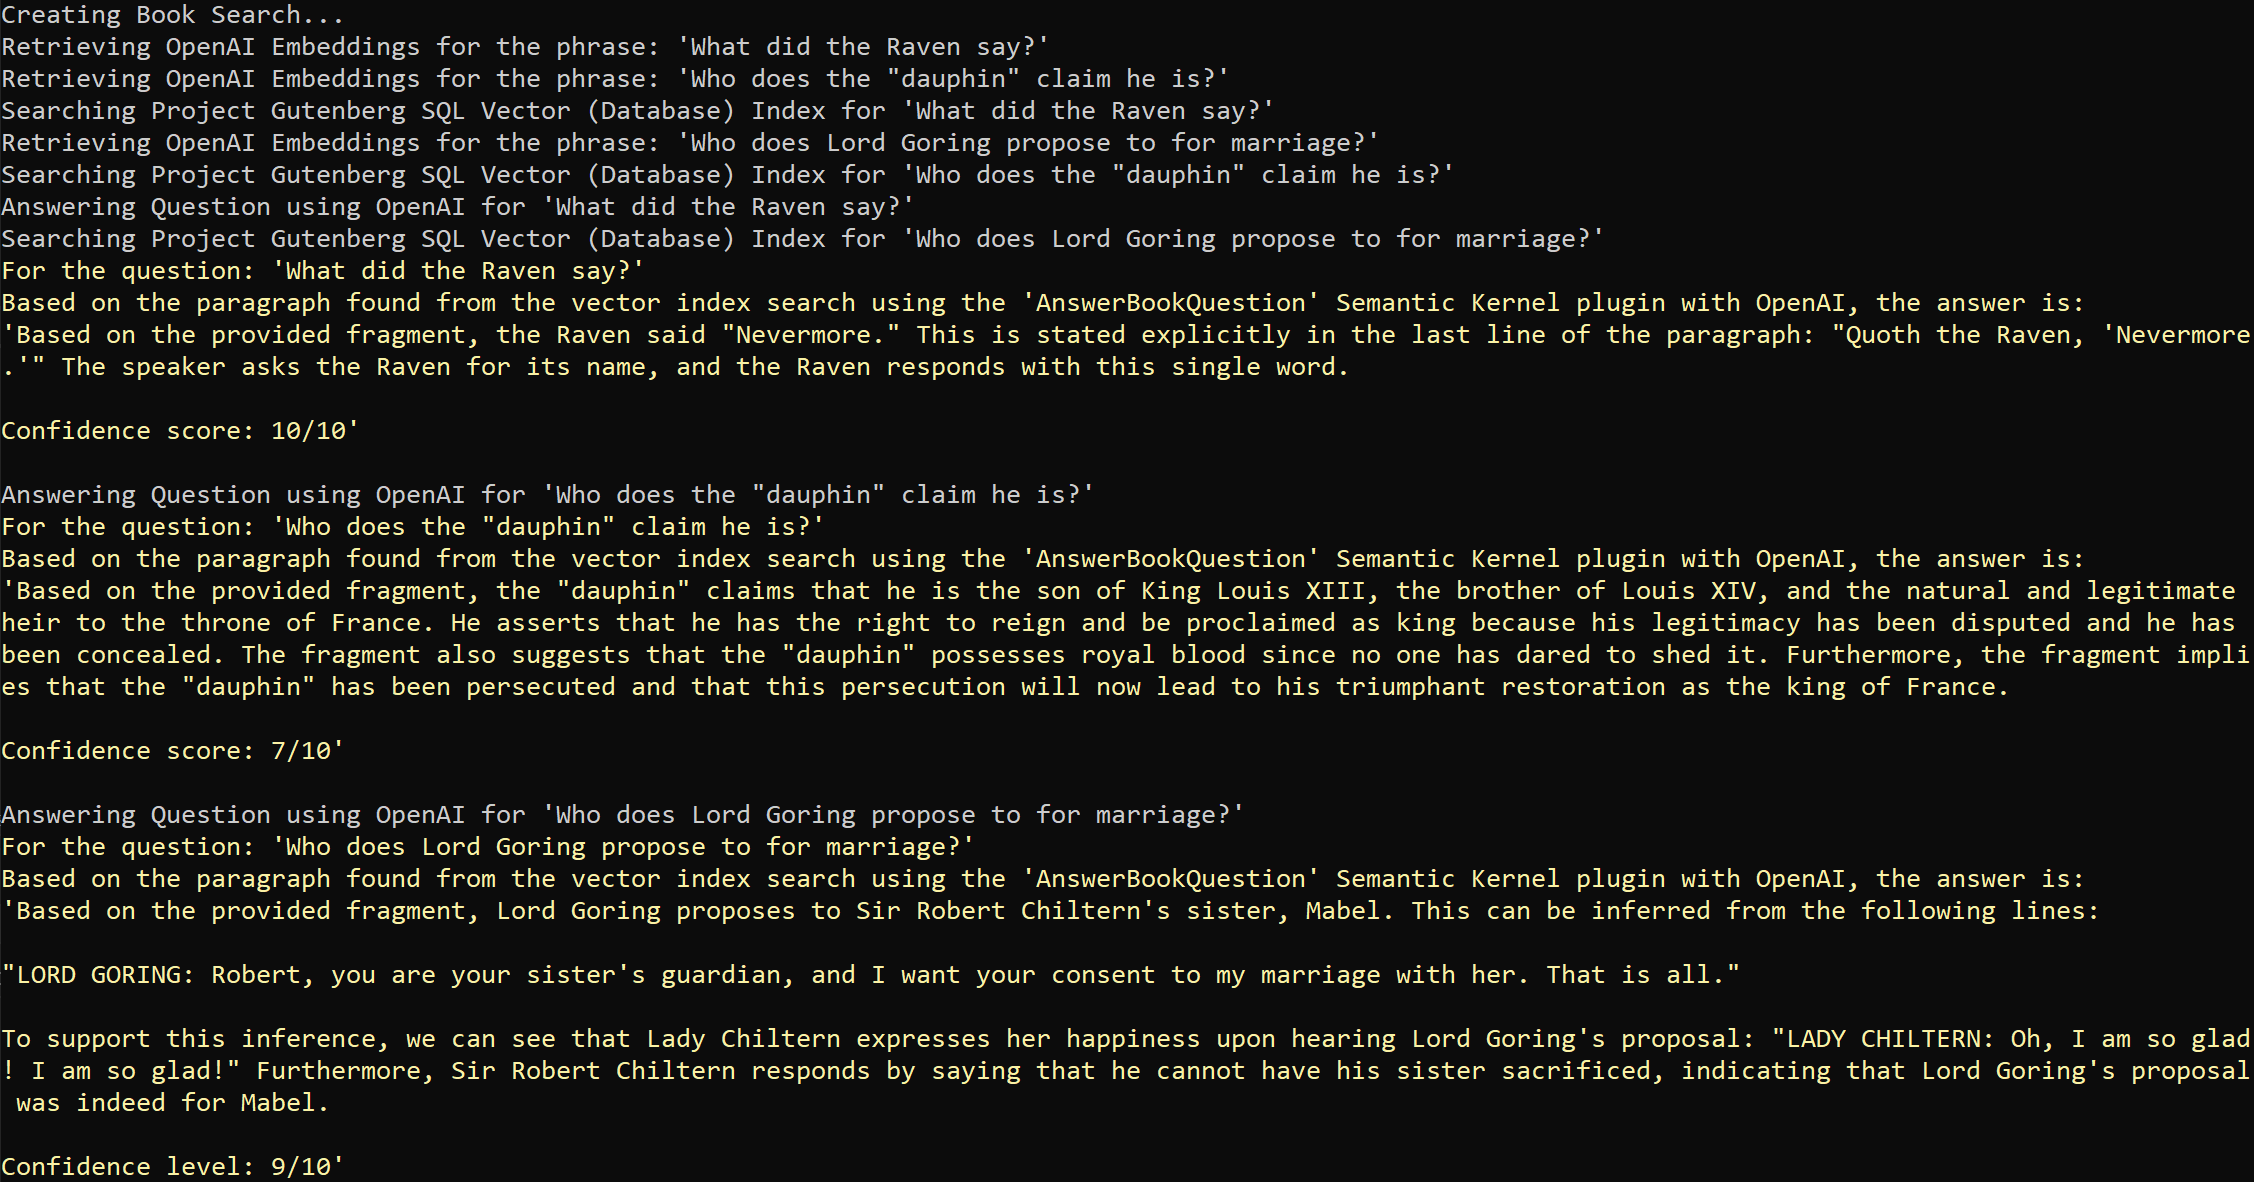 Creating Book Search...
Retrieving OpenAI Embeddings for the phrase: 'What did the Raven say?'
Retrieving OpenAI Embeddings for the phrase: 'Who does the "dauphin" claim he is?'
Searching Project Gutenberg SQL Vector (Database) Index for 'What did the Raven say?'
Retrieving OpenAI Embeddings for the phrase: 'Who does Lord Goring propose to for marriage?'
Searching Project Gutenberg SQL Vector (Database) Index for 'Who does the "dauphin" claim he is?'
Answering Question using OpenAI for 'What did the Raven say?'
Searching Project Gutenberg SQL Vector (Database) Index for 'Who does Lord Goring propose to for marriage?'
For the question: 'What did the Raven say?'
Based on the paragraph found from the vector index search using the 'AnswerBookQuestion' Semantic Kernel plugin with OpenAI, the answer is:
'Based on the provided fragment, the Raven said "Nevermore." This is stated explicitly in the last line of the paragraph: "Quoth the Raven, 'Nevermore
.'" The speaker asks the Raven for its name, and the Raven responds with this single word.

Confidence score: 10/10'

Answering Question using OpenAI for 'Who does the "dauphin" claim he is?'
For the question: 'Who does the "dauphin" claim he is?'
Based on the paragraph found from the vector index search using the 'AnswerBookQuestion' Semantic Kernel plugin with OpenAI, the answer is:
'Based on the provided fragment, the "dauphin" claims that he is the son of King Louis XIII, the brother of Louis XIV, and the natural and legitimate
heir to the throne of France. He asserts that he has the right to reign and be proclaimed as king because his legitimacy has been disputed and he has
been concealed. The fragment also suggests that the "dauphin" possesses royal blood since no one has dared to shed it. Furthermore, the fragment impli
es that the "dauphin" has been persecuted and that this persecution will now lead to his triumphant restoration as the king of France.

Confidence score: 7/10'

Answering Question using OpenAI for 'Who does Lord Goring propose to for marriage?'
For the question: 'Who does Lord Goring propose to for marriage?'
Based on the paragraph found from the vector index search using the 'AnswerBookQuestion' Semantic Kernel plugin with OpenAI, the answer is:
'Based on the provided fragment, Lord Goring proposes to Sir Robert Chiltern's sister, Mabel. This can be inferred from the following lines:

"LORD GORING: Robert, you are your sister's guardian, and I want your consent to my marriage with her. That is all."

To support this inference, we can see that Lady Chiltern expresses her happiness upon hearing Lord Goring's proposal: "LADY CHILTERN: Oh, I am so glad
! I am so glad!" Furthermore, Sir Robert Chiltern responds by saying that he cannot have his sister sacrificed, indicating that Lord Goring's proposal
 was indeed for Mabel.

Confidence level: 9/10'